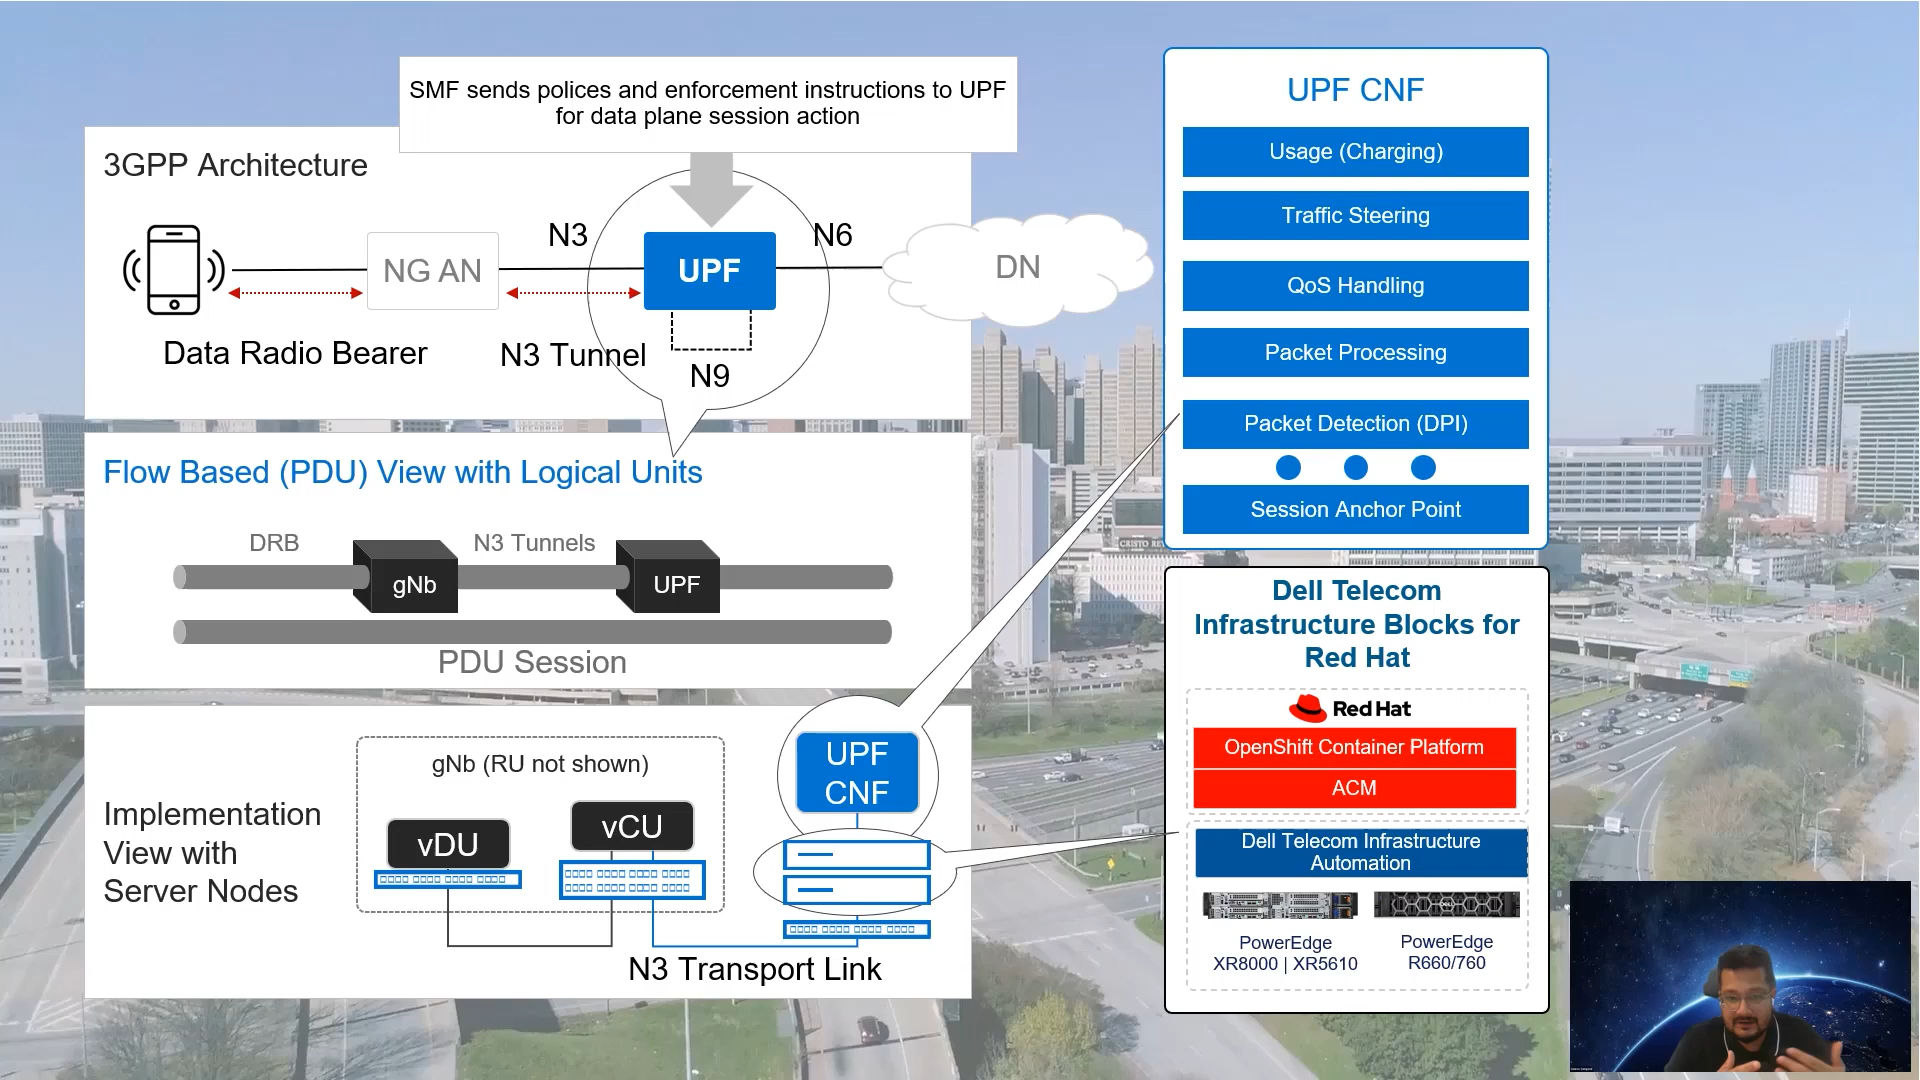 SMF sends polices and enforcement instructions to UPF
for data plane session action
3GPP Architecture
N3
N6
NG AN
UPF
DN
Data Radio Bearer
N3 Tunnel
N9
Flow Based (PDU) View with Logical Units
DRB
N3 Tunnels
gNb
UPF
PDU Session
Implementation
View with
Server Nodes
gNb (RU not shown)
vDU
vCU
UPF
CNF
N3 Transport Link
UPF CNF
Usage (Charging)
Traffic Steering
QoS Handling
Packet Processing
Packet Detection (DPI)
Session Anchor Point
Dell Telecom
Infrastructure Blocks for
Red Hat
Red Hat
OpenShift Container Platform
ACM
Dell Telecom Infrastructure
Automation
PowerEdge
XR8000 | XR5610
PowerEdge
R660/760